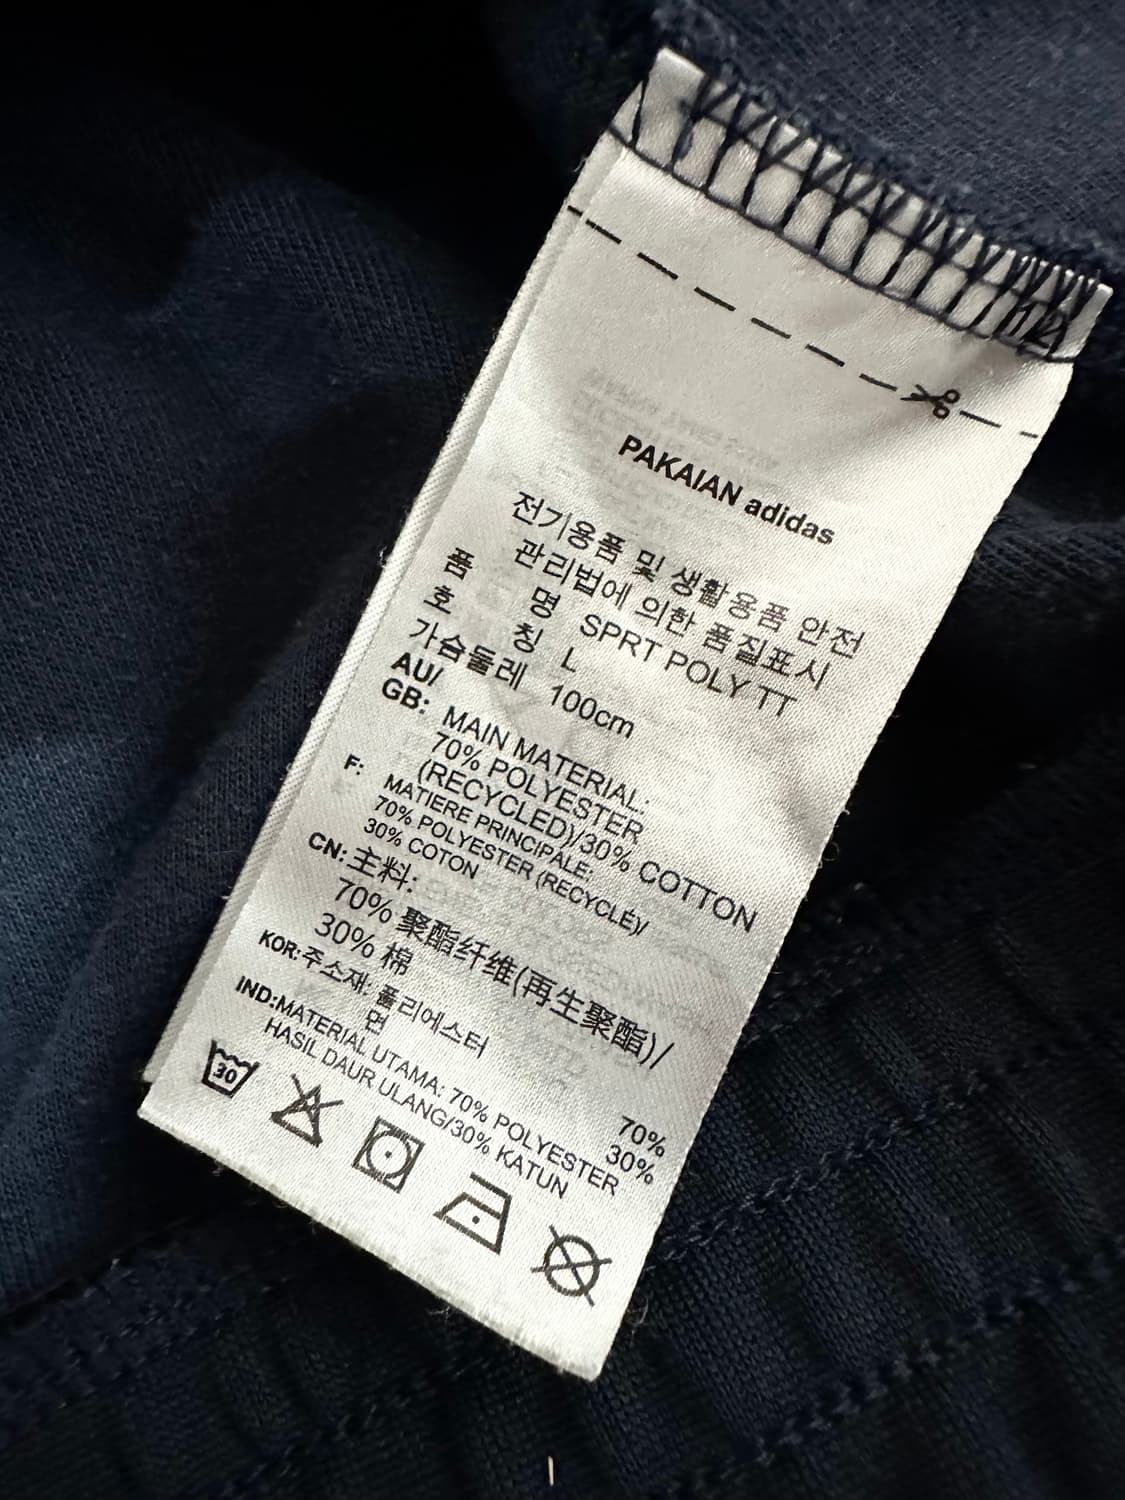 PAKAIAN adidas
전기용품 및 생활용품 안전
관리법에 의한 품질표시
품 명 SPRT POLY TT
호 칭 L
가슴둘레 100cm
AU/
GB: MAIN MATERIAL:
70% POLYESTER
(RECYCLED)/30% COTTON
F: MATIERE PRINCIPALE:
70% POLYESTER (RECYCLÉ)/
30% COTON
CN: 主料:
70% 聚酯纤维(再生聚酯)/
30% 棉
KOR: 주소재: 폴리에스터 70%
면 30%
IND: MATERIAL UTAMA: 70% POLYESTER
HASIL DAUR ULANG/30% KATUN
30